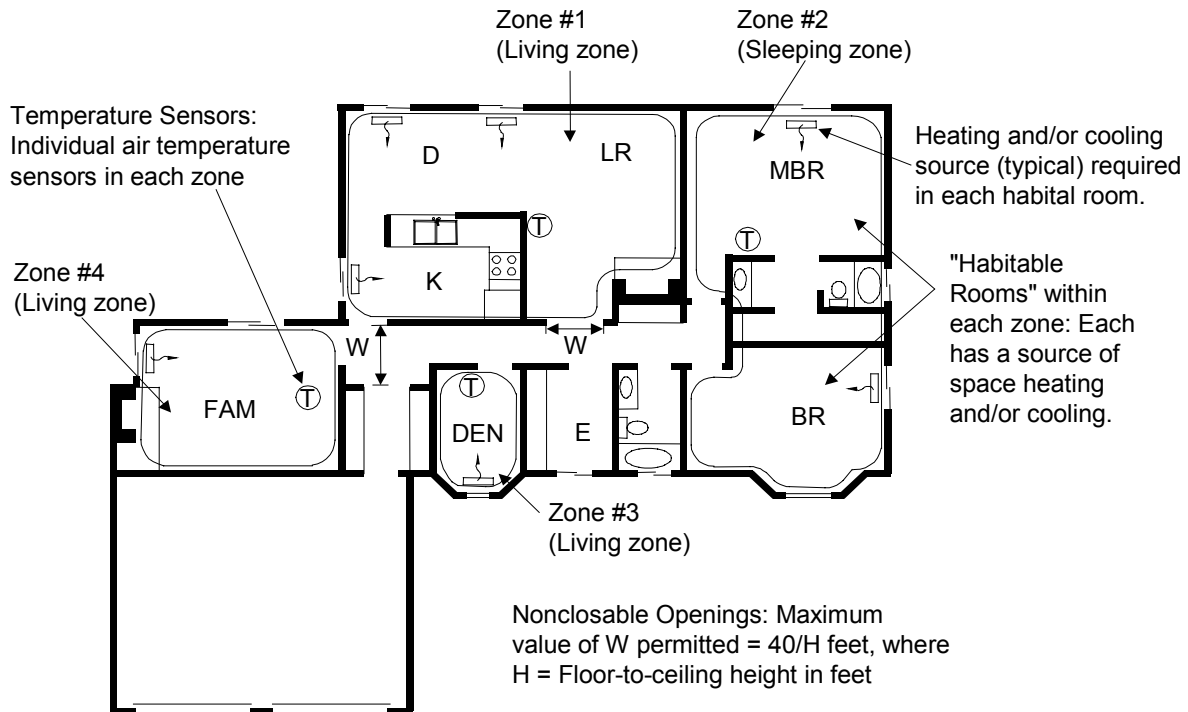 Zone #1
(Living zone)
Zone #2
(Sleeping zone)
Temperature Sensors:
Individual air temperature
sensors in each zone
Heating and/or cooling
source (typical) required
in each habital room.
D
LR
MBR
T
T
K
Zone #4
(Living zone)
"Habitable
Rooms" within
each zone: Each
has a source of
space heating
and/or cooling.
W
W
T
T
FAM
DEN
E
BR
Zone #3
(Living zone)
Nonclosable Openings: Maximum
value of W permitted = 40/H feet, where
H = Floor-to-ceiling height in feet